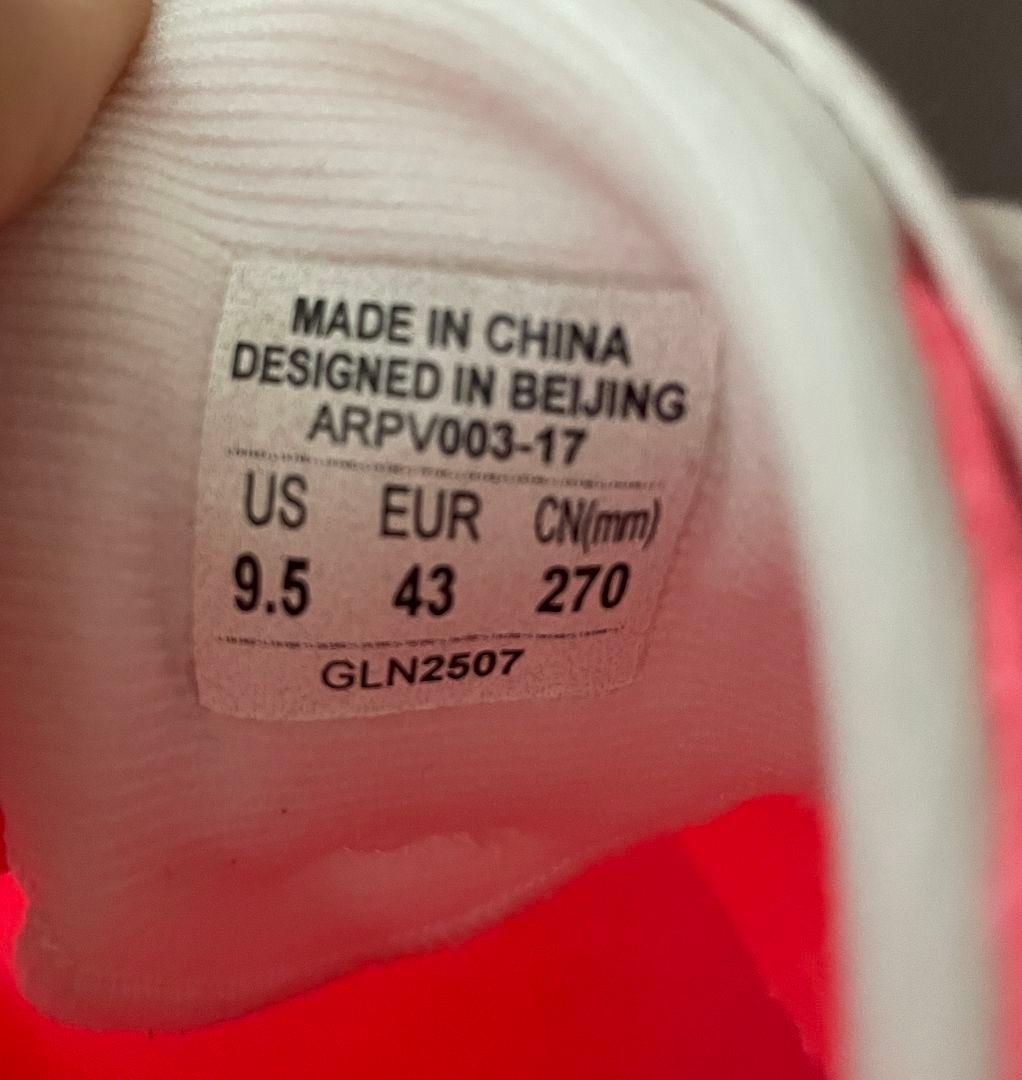 MADE IN CHINA
DESIGNED IN BEIJING
ARPV003-17
US EUR CN(mm)
9.5 43 270
GLN2507